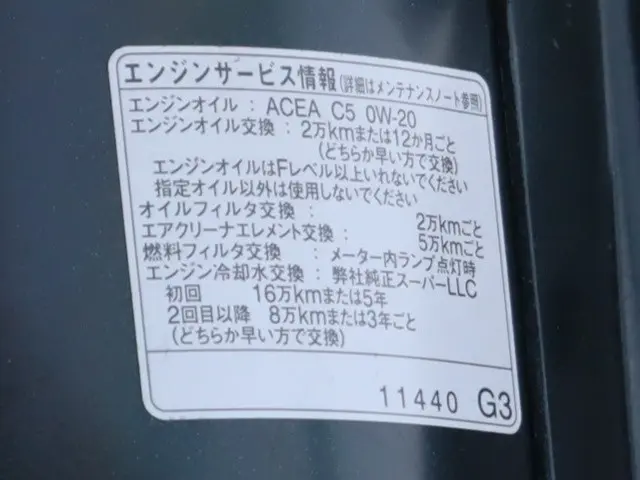 エンジンサービス情報(詳細はメンテナンスノート参照)
エンジンオイル : ACEA C5 0W-20
エンジンオイル交換 : 2万kmまたは12か月ごと
(どちらか早い方で交換)
エンジンオイルはFレベル以上いれないでください
指定オイル以外は使用しないでください
オイルフィルタ交換 : 2万kmごと
エアクリーナエレメント交換 : 5万kmごと
燃料フィルタ交換 : メーター内ランプ点灯時
エンジン冷却水交換 : 弊社純正スーパーLLC
初回 16万kmまたは5年
2回目以降 8万kmまたは3年ごと
(どちらか早い方で交換)
11440 G3